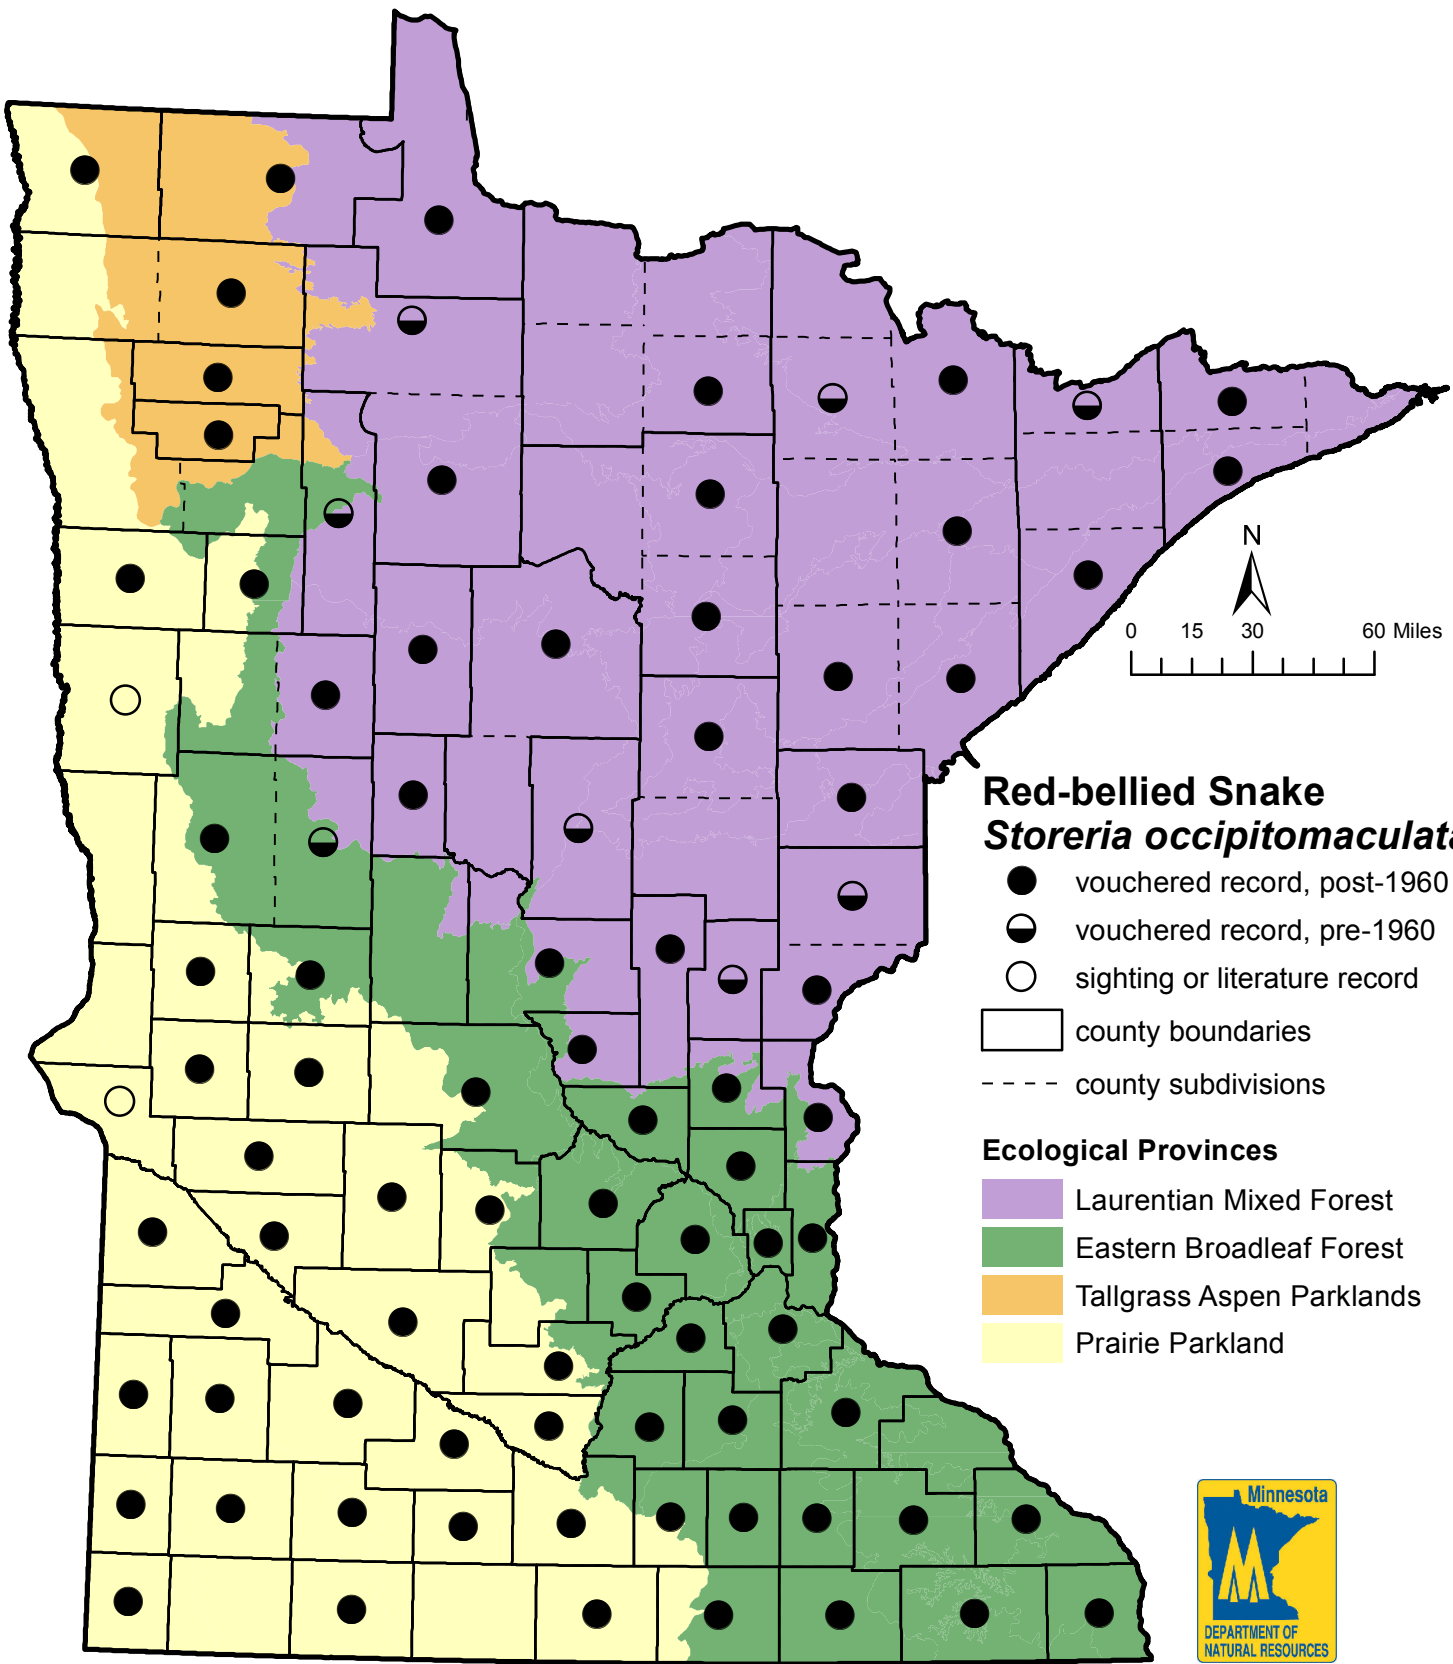 N
0 15 30 60 Miles
Red-bellied Snake
Storeria occipitomaculata
vouchered record, post-1960
vouchered record, pre-1960
sighting or literature record
county boundaries
county subdivisions
Ecological Provinces
Laurentian Mixed Forest
Eastern Broadleaf Forest
Tallgrass Aspen Parklands
Prairie Parkland
Minnesota
DEPARTMENT OF
NATURAL RESOURCES